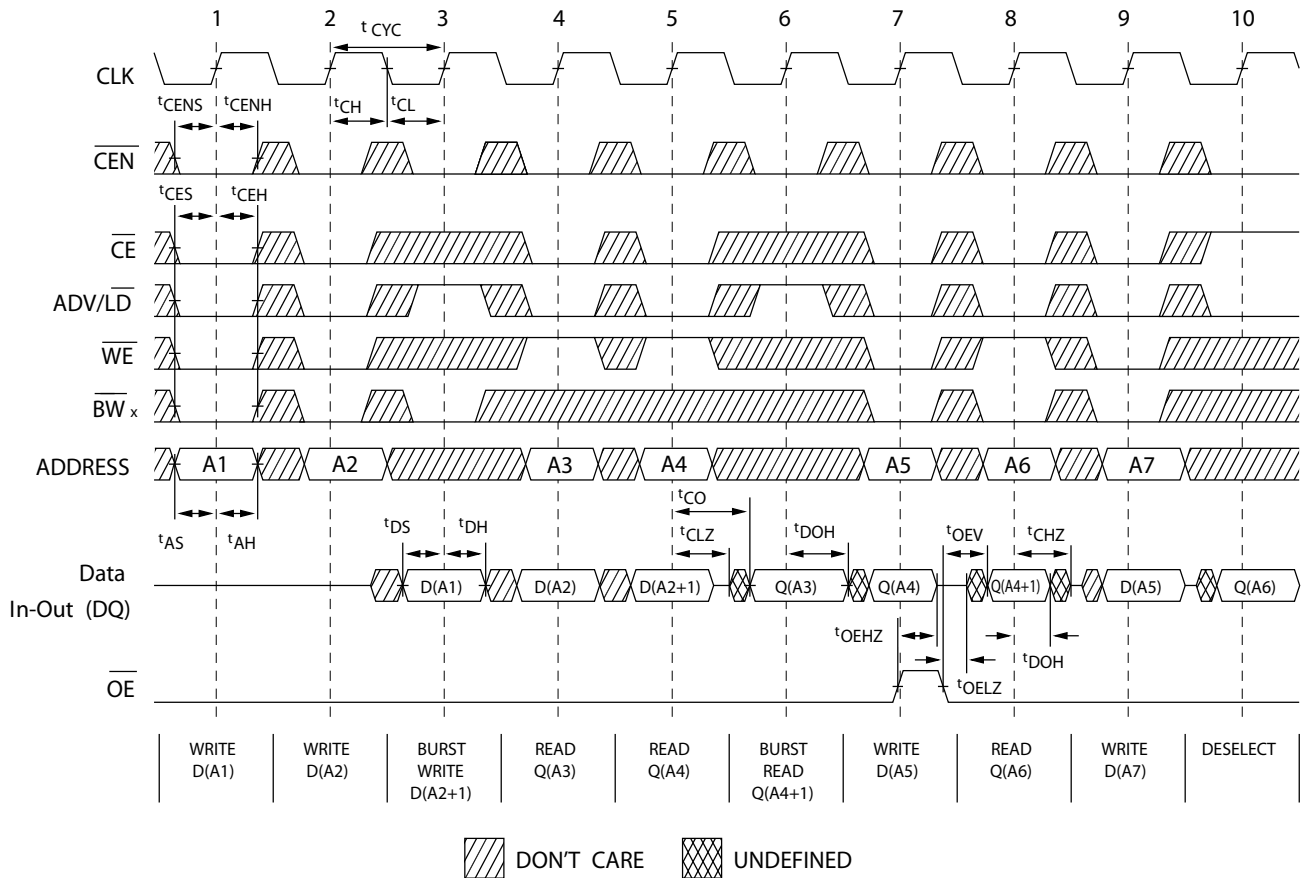 1 2 3 4 5 6 7 8 9 10
t CYC
CLK
tCENS tCENH tCH tCL
CEN
tCES tCEH
CE
ADV/LD
WE
BW x
ADDRESS A1 A2 A3 A4 A5 A6 A7
tCO
tAS tAH tDS tDH tCLZ tDOH tOEV tCHZ
Data
In-Out (DQ)
D(A1) D(A2) D(A2+1) Q(A3) Q(A4) Q(A4+1) D(A5) Q(A6)
tOEHZ tDOH
tOELZ
OE
WRITE
D(A1)
WRITE
D(A2)
BURST
WRITE
D(A2+1)
READ
Q(A3)
READ
Q(A4)
BURST
READ
Q(A4+1)
WRITE
D(A5)
READ
Q(A6)
WRITE
D(A7)
DESELECT
DON'T CARE UNDEFINED